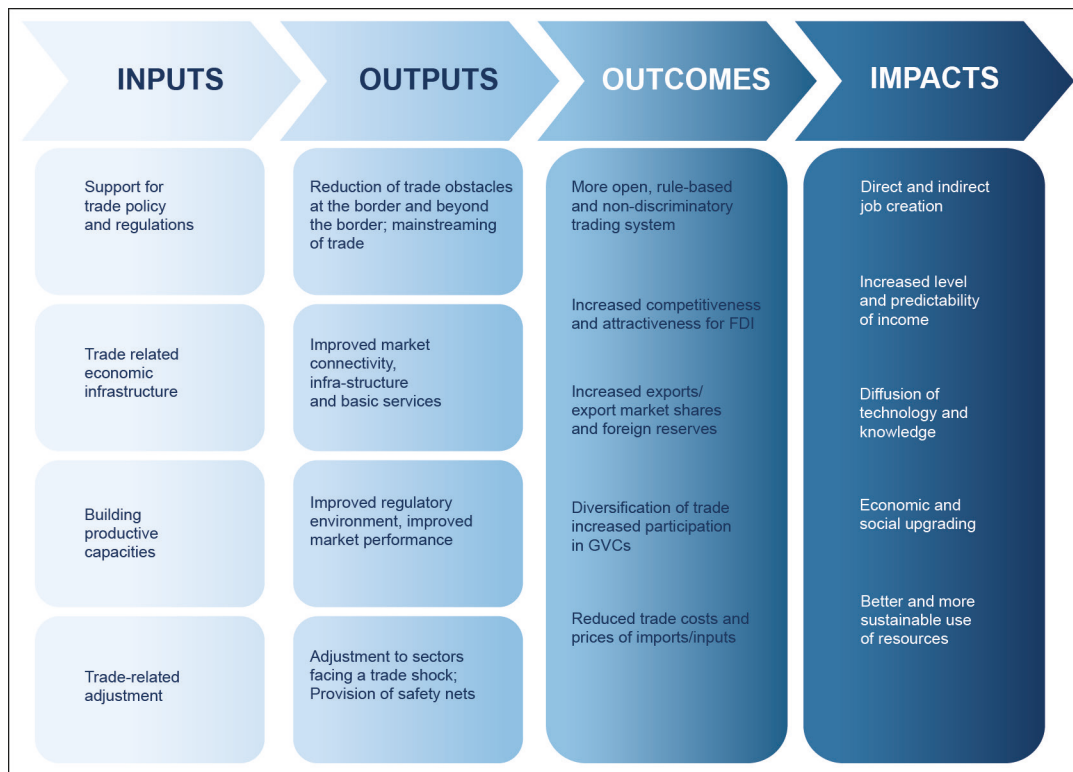 INPUTS
OUTPUTS
OUTCOMES
IMPACTS
Support for
trade policy
and regulations
Trade related
economic
infrastructure
Building
productive
capacities
Trade-related
adjustment
Reduction of trade obstacles
at the border and beyond
the border; mainstreaming
of trade
Improved market
connectivity,
infra-structure
and basic services
Improved regulatory
environment, improved
market performance
Adjustment to sectors
facing a trade shock;
Provision of safety nets
More open, rule-based
and non-discriminatory
trading system
Increased competitiveness
and attractiveness for FDI
Increased exports/
export market shares
and foreign reserves
Diversification of trade
increased participation
in GVCs
Reduced trade costs and
prices of imports/inputs
Direct and indirect
job creation
Increased level
and predictability
of income
Diffusion of
technology and
knowledge
Economic and
social upgrading
Better and more
sustainable use
of resources